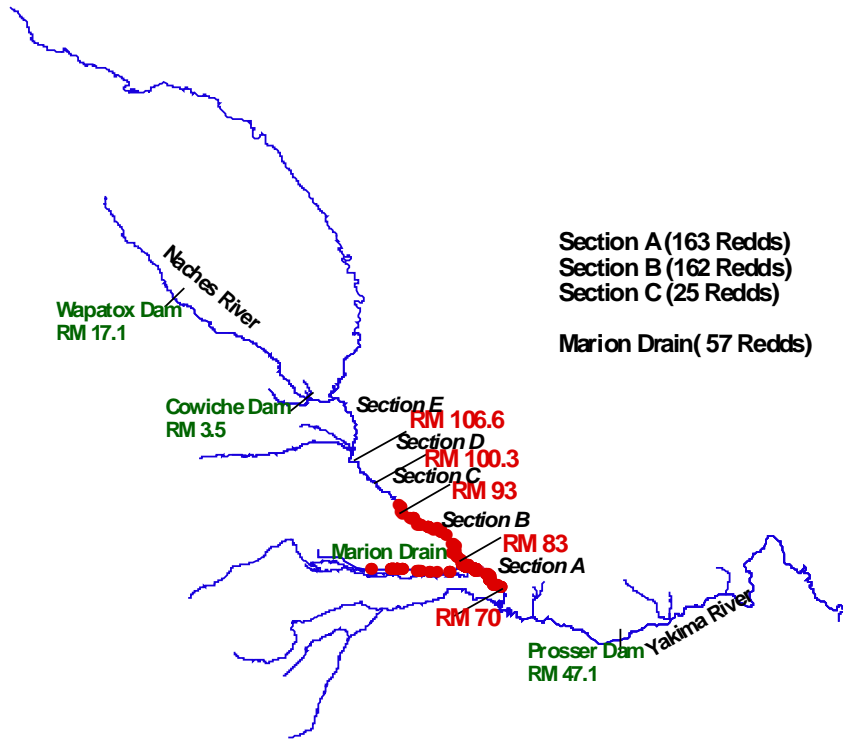 Naches River
Section A (163 Redds)
Section B (162 Redds)
Section C (25 Redds)
Marion Drain( 57 Redds)
Wapatox Dam
RM 17.1
Cowiche Dam
RM 3.5
Section E
RM 106.6
Section D
RM 100.3
Section C
RM 93
Section B
RM 83
Marion Drain
Section A
RM 70
Prosser Dam
RM 47.1
Yakima River